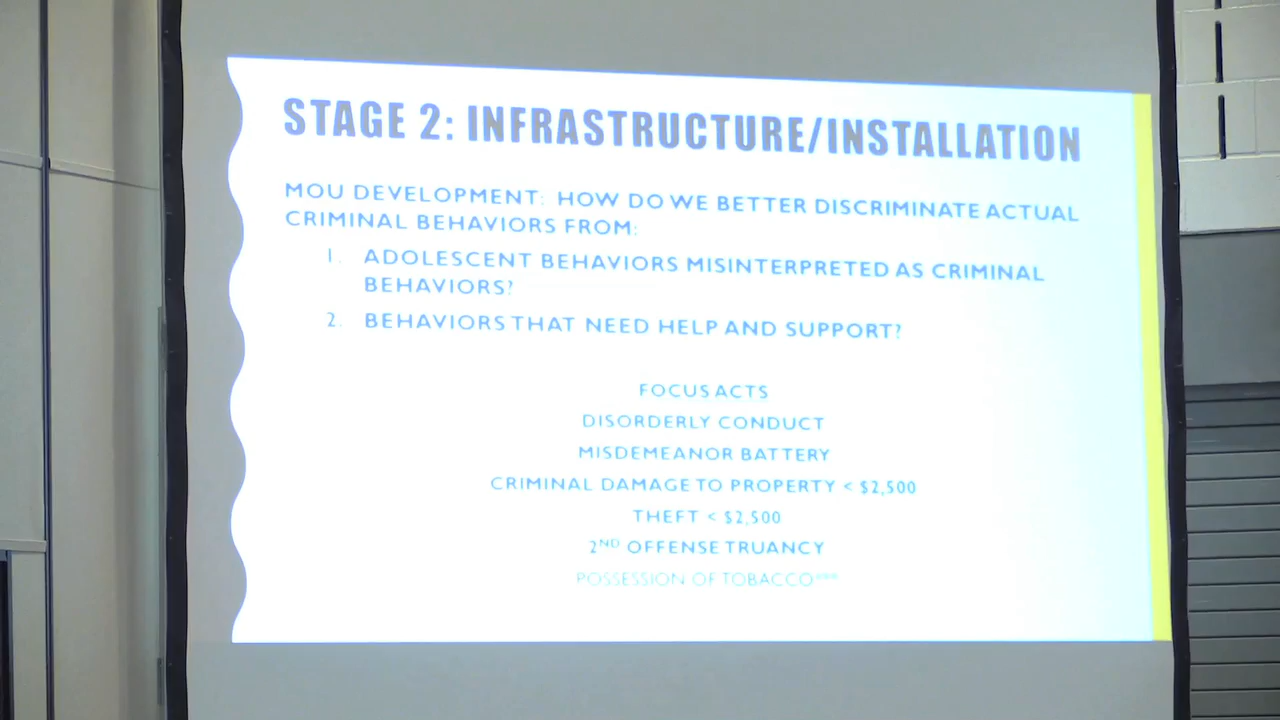 STAGE 2: INFRASTRUCTURE/INSTALLATION
MOU DEVELOPMENT: HOW DO WE BETTER DISCRIMINATE ACTUAL
CRIMINAL BEHAVIORS FROM:
1. ADOLESCENT BEHAVIORS MISINTERPRETED AS CRIMINAL
BEHAVIORS?
2. BEHAVIORS THAT NEED HELP AND SUPPORT?
FOCUS ACTS
DISORDERLY CONDUCT
MISDEMEANOR BATTERY
CRIMINAL DAMAGE TO PROPERTY < $2,500
THEFT < $2,500
2ND OFFENSE TRUANCY
POSSESSION OF TOBACCO